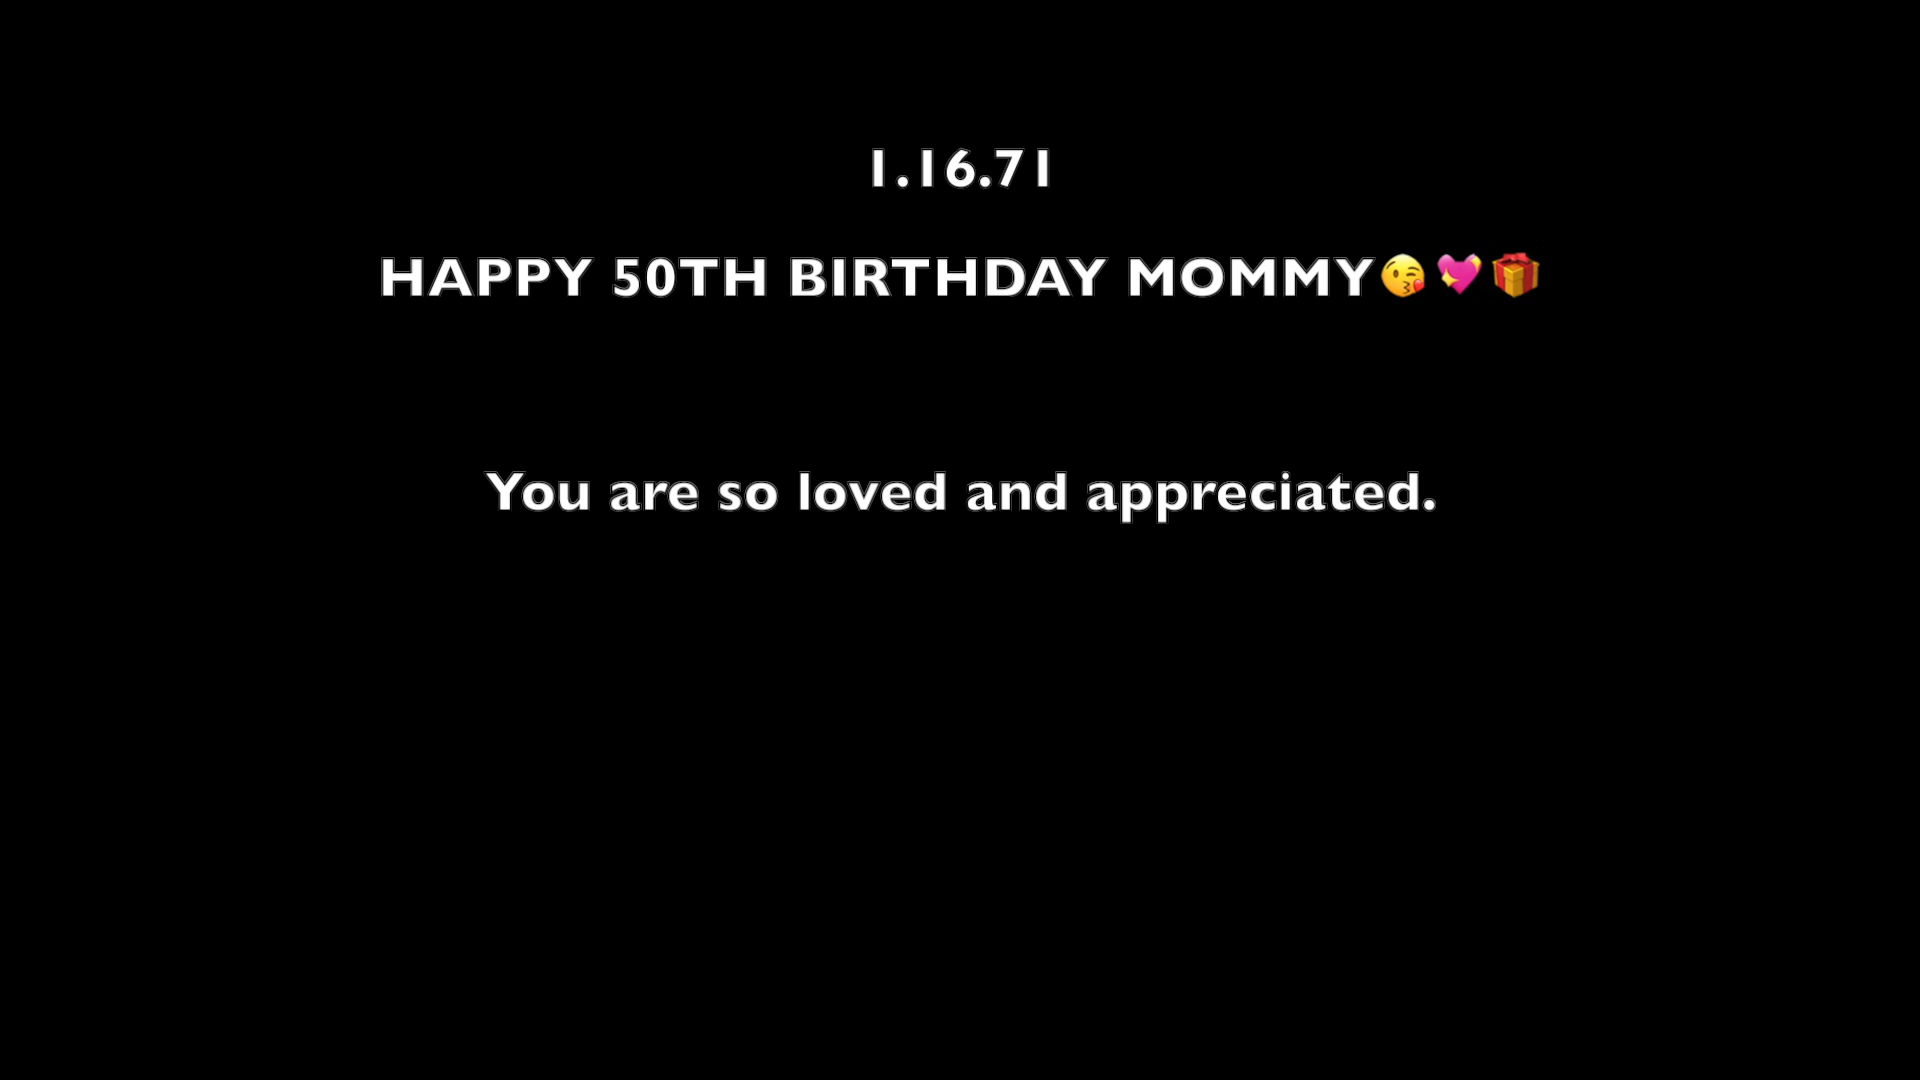 1.16.71
HAPPY 50TH BIRTHDAY MOMMY😘💖🎁
You are so loved and appreciated.